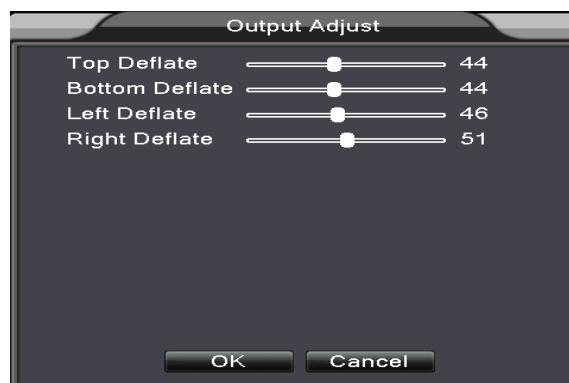 Output Adjust
Top Deflate 44
Bottom Deflate 44
Left Deflate 46
Right Deflate 51
OK Cancel